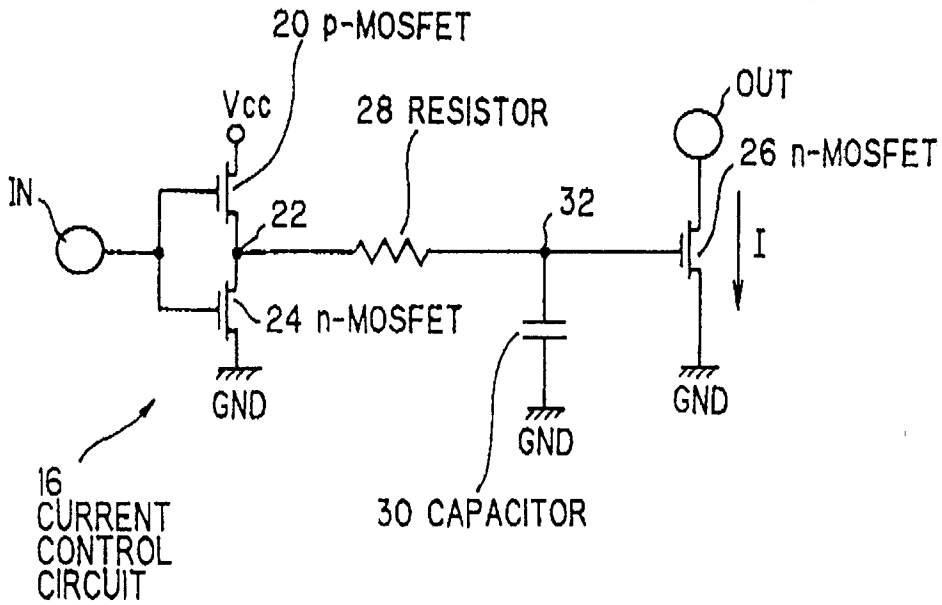 20 p-MOSFET
Vcc
28 RESISTOR
OUT
26 n-MOSFET
IN
22
32
I
24 n-MOSFET
GND
GND
GND
30 CAPACITOR
16
CURRENT
CONTROL
CIRCUIT